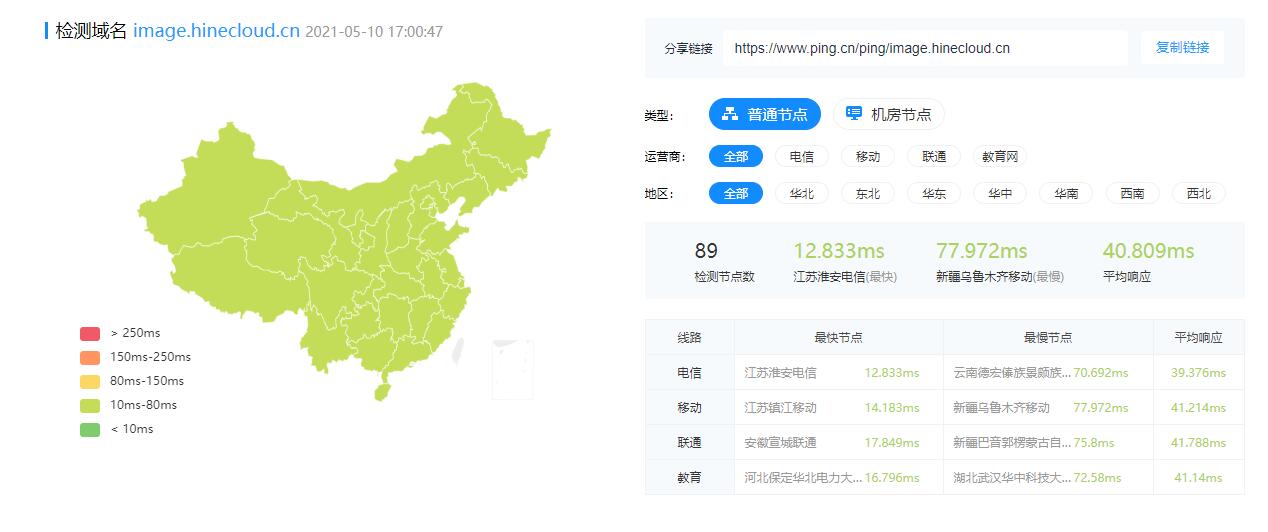 检测域名 image.hinecloud.cn 2021-05-10 17:00:47
> 250ms
150ms-250ms
80ms-150ms
10ms-80ms
< 10ms
分享链接 https://www.ping.cn/ping/image.hinecloud.cn 复制链接
类型： 普通节点 机房节点
运营商： 全部 电信 移动 联通 教育网
地区： 全部 华北 东北 华东 华中 华南 西南 西北
89 12.833ms 77.972ms 40.809ms
检测节点数 江苏淮安电信(最快) 新疆乌鲁木齐移动(最慢) 平均响应
线路 最快节点 最慢节点 平均响应
电信 江苏淮安电信 12.833ms 云南德宏傣族景颇族... 70.692ms 39.376ms
移动 江苏镇江移动 14.183ms 新疆乌鲁木齐移动 77.972ms 41.214ms
联通 安徽宣城联通 17.849ms 新疆巴音郭楞蒙古自... 75.8ms 41.788ms
教育 河北保定华北电力大... 16.796ms 湖北武汉华中科技大... 72.58ms 41.14ms